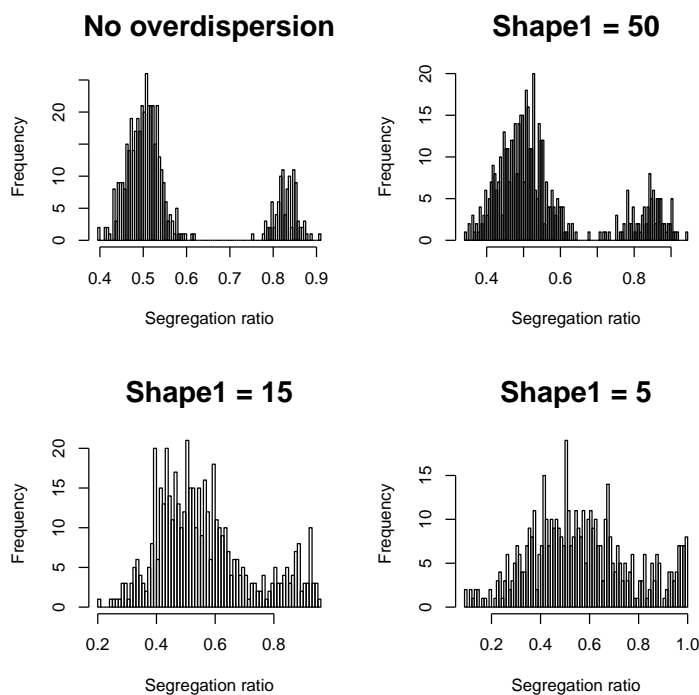 No overdispersion
Frequency
0 5 10 20
0.4 0.5 0.6 0.7 0.8 0.9
Segregation ratio
Shape1 = 50
Frequency
0 5 10 15 20
0.4 0.6 0.8
Segregation ratio
Shape1 = 15
Frequency
0 5 10 15 20
0.2 0.4 0.6 0.8
Segregation ratio
Shape1 = 5
Frequency
0 5 10 15
0.2 0.4 0.6 0.8 1.0
Segregation ratio